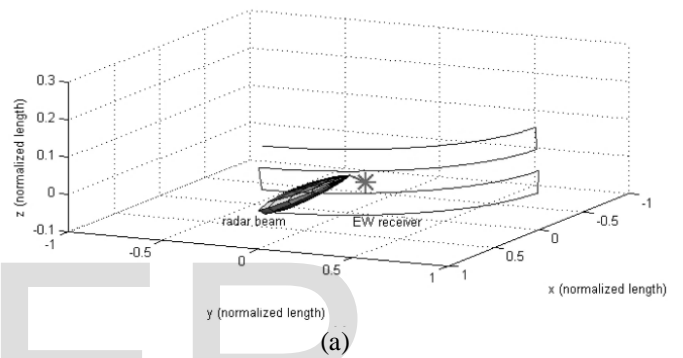 0.3
0.2
0.1
0
-0.1
z (normalized length)
radar beam
EW receiver
-1
-0.5
0
0.5
1
y (normalized length)
-1
-0.5
0
0.5
1
x (normalized length)
(a)